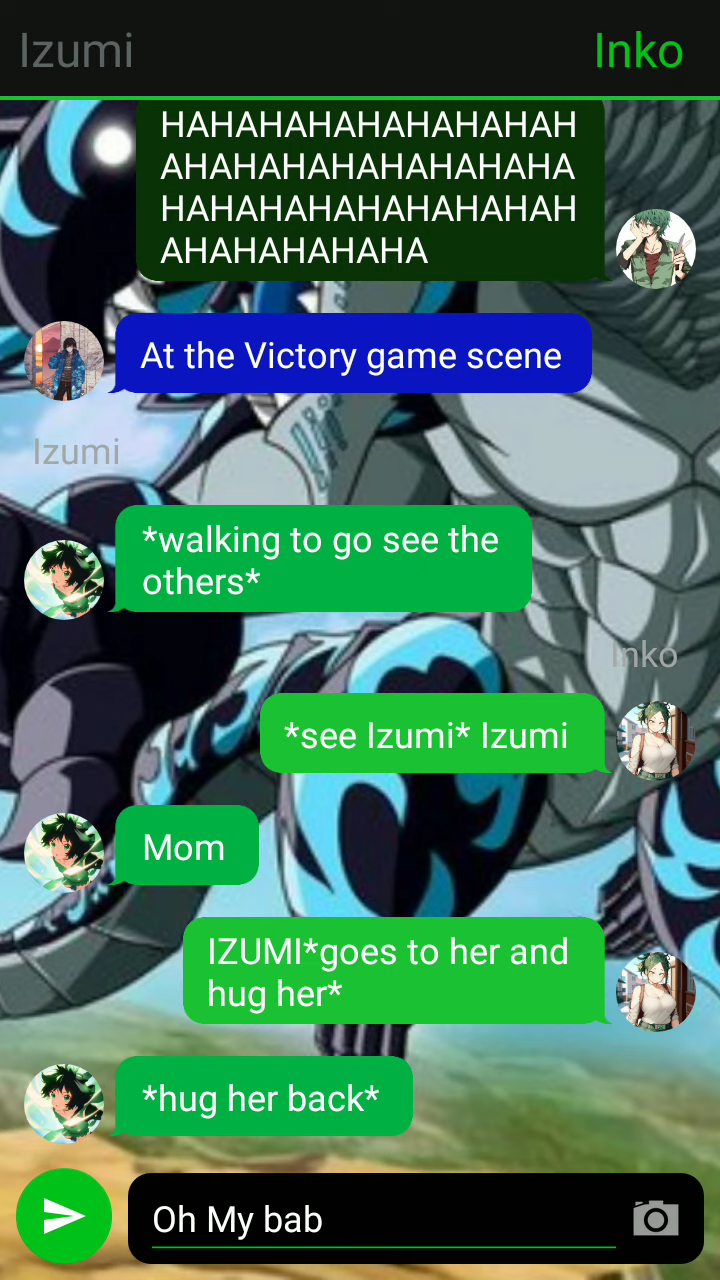 Izumi
Inko
HAHAHAHAHAHAHAHAH
AHAHAHAHAHAHAHAHA
HAHAHAHAHAHAHAHAH
AHAHAHAHAHA
At the Victory game scene
Izumi
*walking to go see the
others*
Inko
*see Izumi* Izumi
Mom
IZUMI*goes to her and
hug her*
*hug her back*
Oh My bab